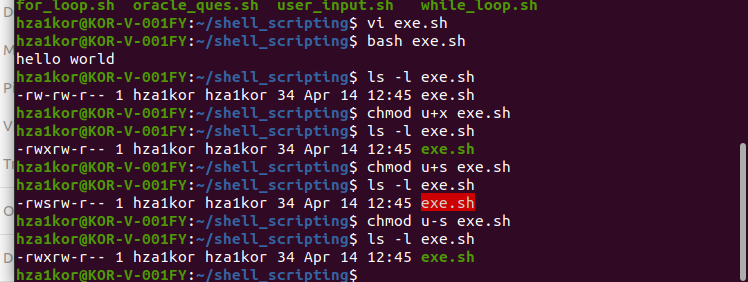 for_loop.sh  oracle_ques.sh  user_input.sh  while_loop.sh
hza1kor@KOR-V-001FY:~/shell_scripting$ vi exe.sh
hza1kor@KOR-V-001FY:~/shell_scripting$ bash exe.sh
hello world
hza1kor@KOR-V-001FY:~/shell_scripting$ ls -l exe.sh
-rw-rw-r-- 1 hza1kor hza1kor 34 Apr 14 12:45 exe.sh
hza1kor@KOR-V-001FY:~/shell_scripting$ chmod u+x exe.sh
hza1kor@KOR-V-001FY:~/shell_scripting$ ls -l exe.sh
-rwxrw-r-- 1 hza1kor hza1kor 34 Apr 14 12:45 exe.sh
hza1kor@KOR-V-001FY:~/shell_scripting$ chmod u+s exe.sh
hza1kor@KOR-V-001FY:~/shell_scripting$ ls -l exe.sh
-rwsrw-r-- 1 hza1kor hza1kor 34 Apr 14 12:45 exe.sh
hza1kor@KOR-V-001FY:~/shell_scripting$ chmod u-s exe.sh
hza1kor@KOR-V-001FY:~/shell_scripting$ ls -l exe.sh
-rwxrw-r-- 1 hza1kor hza1kor 34 Apr 14 12:45 exe.sh
hza1kor@KOR-V-001FY:~/shell_scripting$